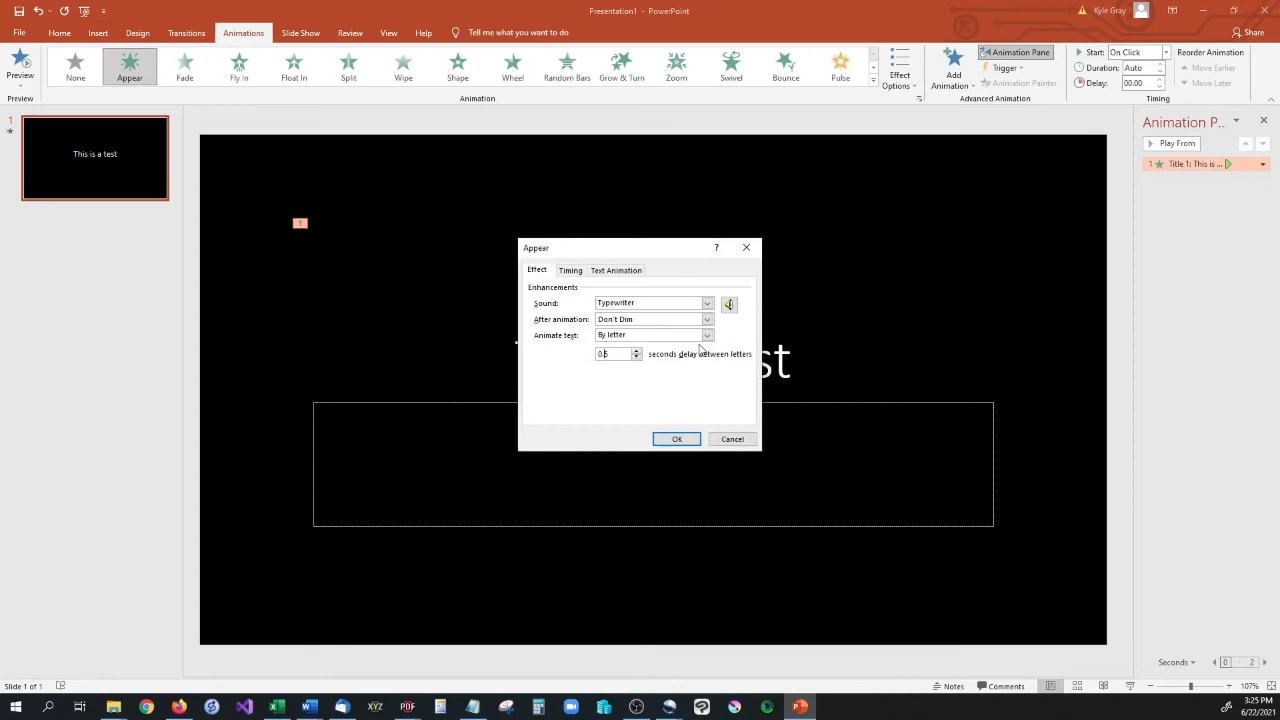 Presentation1 - PowerPoint
Kyle Gray
File Home Insert Design Transitions Animations Slide Show Review View Help Tell me what you want to do
Share
Preview
None
Appear
Fade
Fly In
Float In
Split
Wipe
Shape
Wheel
Random Bars
Grow & Turn
Zoom
Swivel
Bounce
Pulse
Effect
Options
Add
Animation
Animation Pane
Trigger
Animation Painter
Start: On Click
Duration: Auto
Delay: 00.00
Reorder Animation
Move Earlier
Move Later
Preview
Animation
Advanced Animation
Timing
1
This is a test
1
st
Appear
?
Effect Timing Text Animation
Enhancements
Sound: Typewriter
After animation: Don't Dim
Animate text: By letter
0.5 seconds delay between letters
OK Cancel
Animation P...
Play From
1 Title 1: This is ...
Seconds 0 - 2
Slide 1 of 1
Notes Comments
107%
3:25 PM
6/22/2021